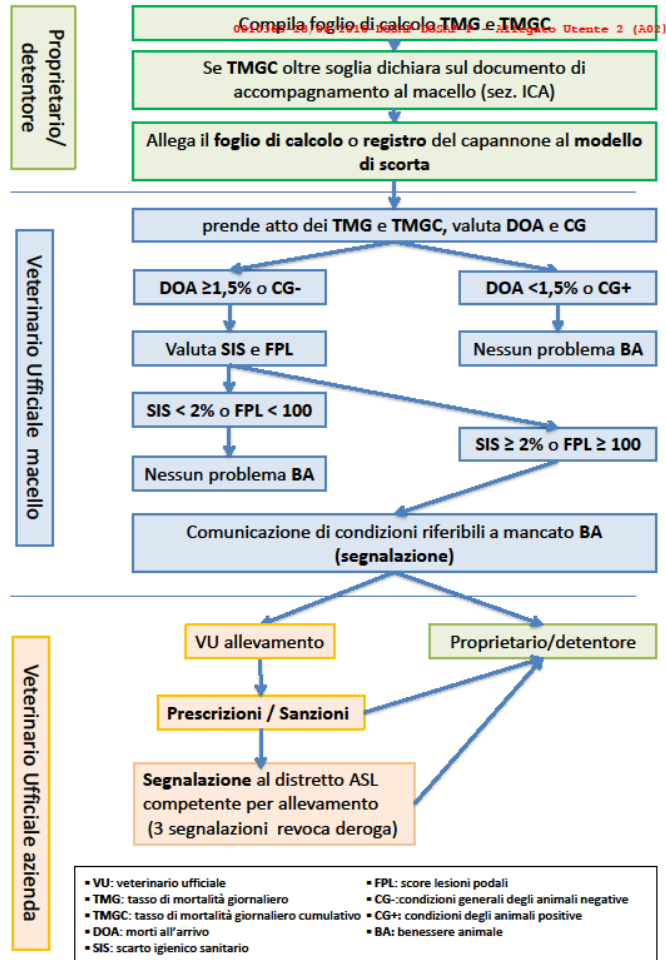 Compila foglio di calcolo TMG e TMGC
Allegato Utente 2 (A02)
Proprietario/
detentore
Se TMGC oltre soglia dichiara sul documento di
accompagnamento al macello (sez. ICA)
Allega il foglio di calcolo o registro del capannone al modello
di scorta
Veterinario Ufficiale macello
prende atto dei TMG e TMGC, valuta DOA e CG
DOA ≥1,5% o CG-
DOA <1,5% o CG+
Valuta SIS e FPL
Nessun problema BA
SIS < 2% o FPL < 100
SIS ≥ 2% o FPL ≥ 100
Nessun problema BA
Comunicazione di condizioni riferibili a mancato BA
(segnalazione)
Veterinario Ufficiale azienda
VU allevamento
Proprietario/detentore
Prescrizioni / Sanzioni
Segnalazione al distretto ASL
competente per allevamento
(3 segnalazioni revoca deroga)
▪ VU: veterinario ufficiale
▪ TMG: tasso di mortalità giornaliero
▪ TMGC: tasso di mortalità giornaliero cumulativo
▪ DOA: morti all'arrivo
▪ SIS: scarto igienico sanitario
▪ FPL: score lesioni podali
▪ CG-:condizioni generali degli animali negative
▪ CG+: condizioni degli animali positive
▪ BA: benessere animale